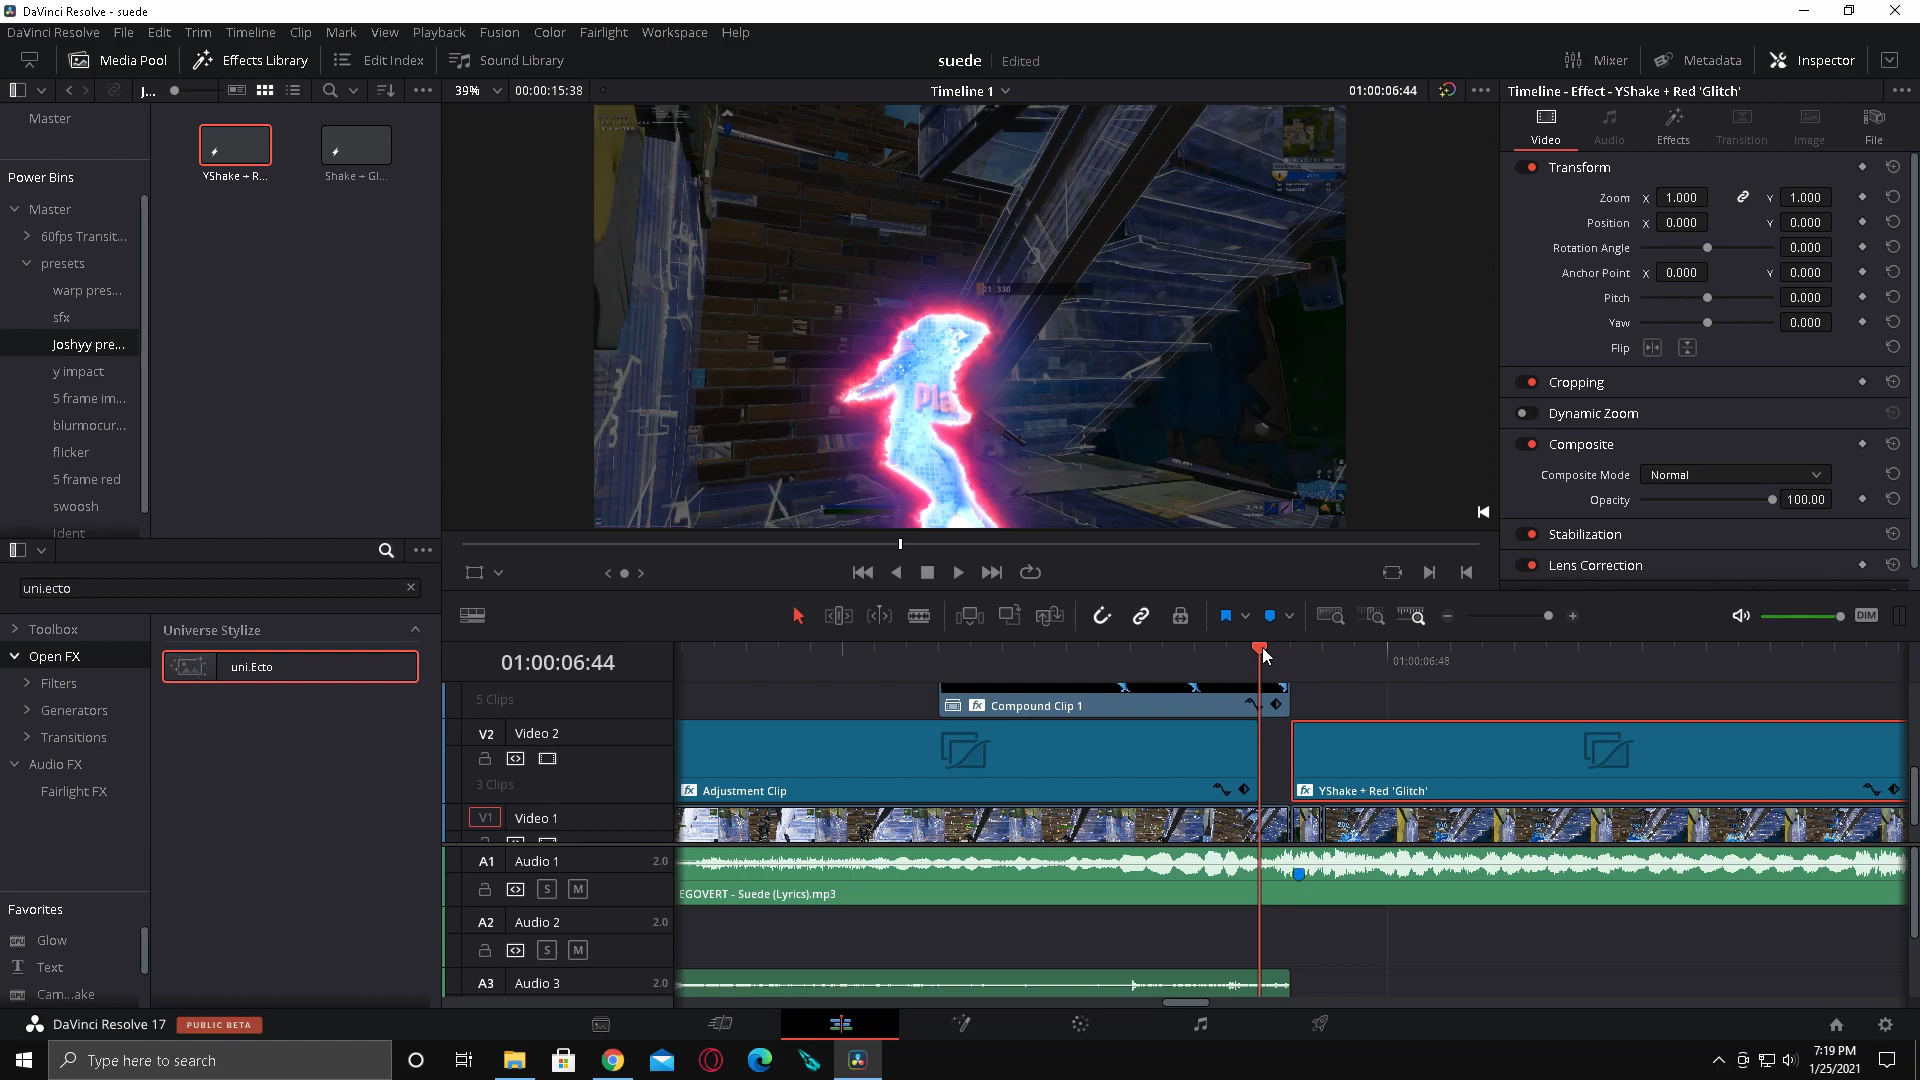 DaVinci Resolve - suede
DaVinci Resolve File Edit Trim Timeline Clip Mark View Playback Fusion Color Fairlight Workspace Help
Media Pool Effects Library Edit Index Sound Library suede Edited Mixer Metadata Inspector
J... 39% 00:00:15:38 Timeline 1 01:00:06:44 Timeline - Effect - YShake + Red 'Glitch'
Master
Power Bins
Master
60fps Transit...
presets
warp pres...
sfx
Joshyy pre...
y impact
5 frame im...
blurmocur...
flicker
5 frame red
swoosh
Ident
YShake + R...
Shake + Gl...
21 330
Pla
Video Audio Effects Transition Image File
Transform
Zoom X 1.000 Y 1.000
Position X 0.000 Y 0.000
Rotation Angle 0.000
Anchor Point X 0.000 Y 0.000
Pitch 0.000
Yaw 0.000
Flip
Cropping
Dynamic Zoom
Composite
Composite Mode Normal
Opacity 100.00
Stabilization
Lens Correction
uni.ecto
Toolbox
Open FX
Filters
Generators
Transitions
Audio FX
Fairlight FX
Universe Stylize
uni.Ecto
Favorites
Glow
T Text
Cam...ake
DIM
01:00:06:44
01:00:06:48
5 Clips
Compound Clip 1
V2 Video 2
3 Clips
fx Adjustment Clip
fx YShake + Red 'Glitch'
V1 Video 1
A1 Audio 1 2.0
S M
EGOVERT - Suede (Lyrics).mp3
A2 Audio 2 2.0
S M
A3 Audio 3 2.0
DaVinci Resolve 17 PUBLIC BETA
Type here to search
7:19 PM
1/25/2021